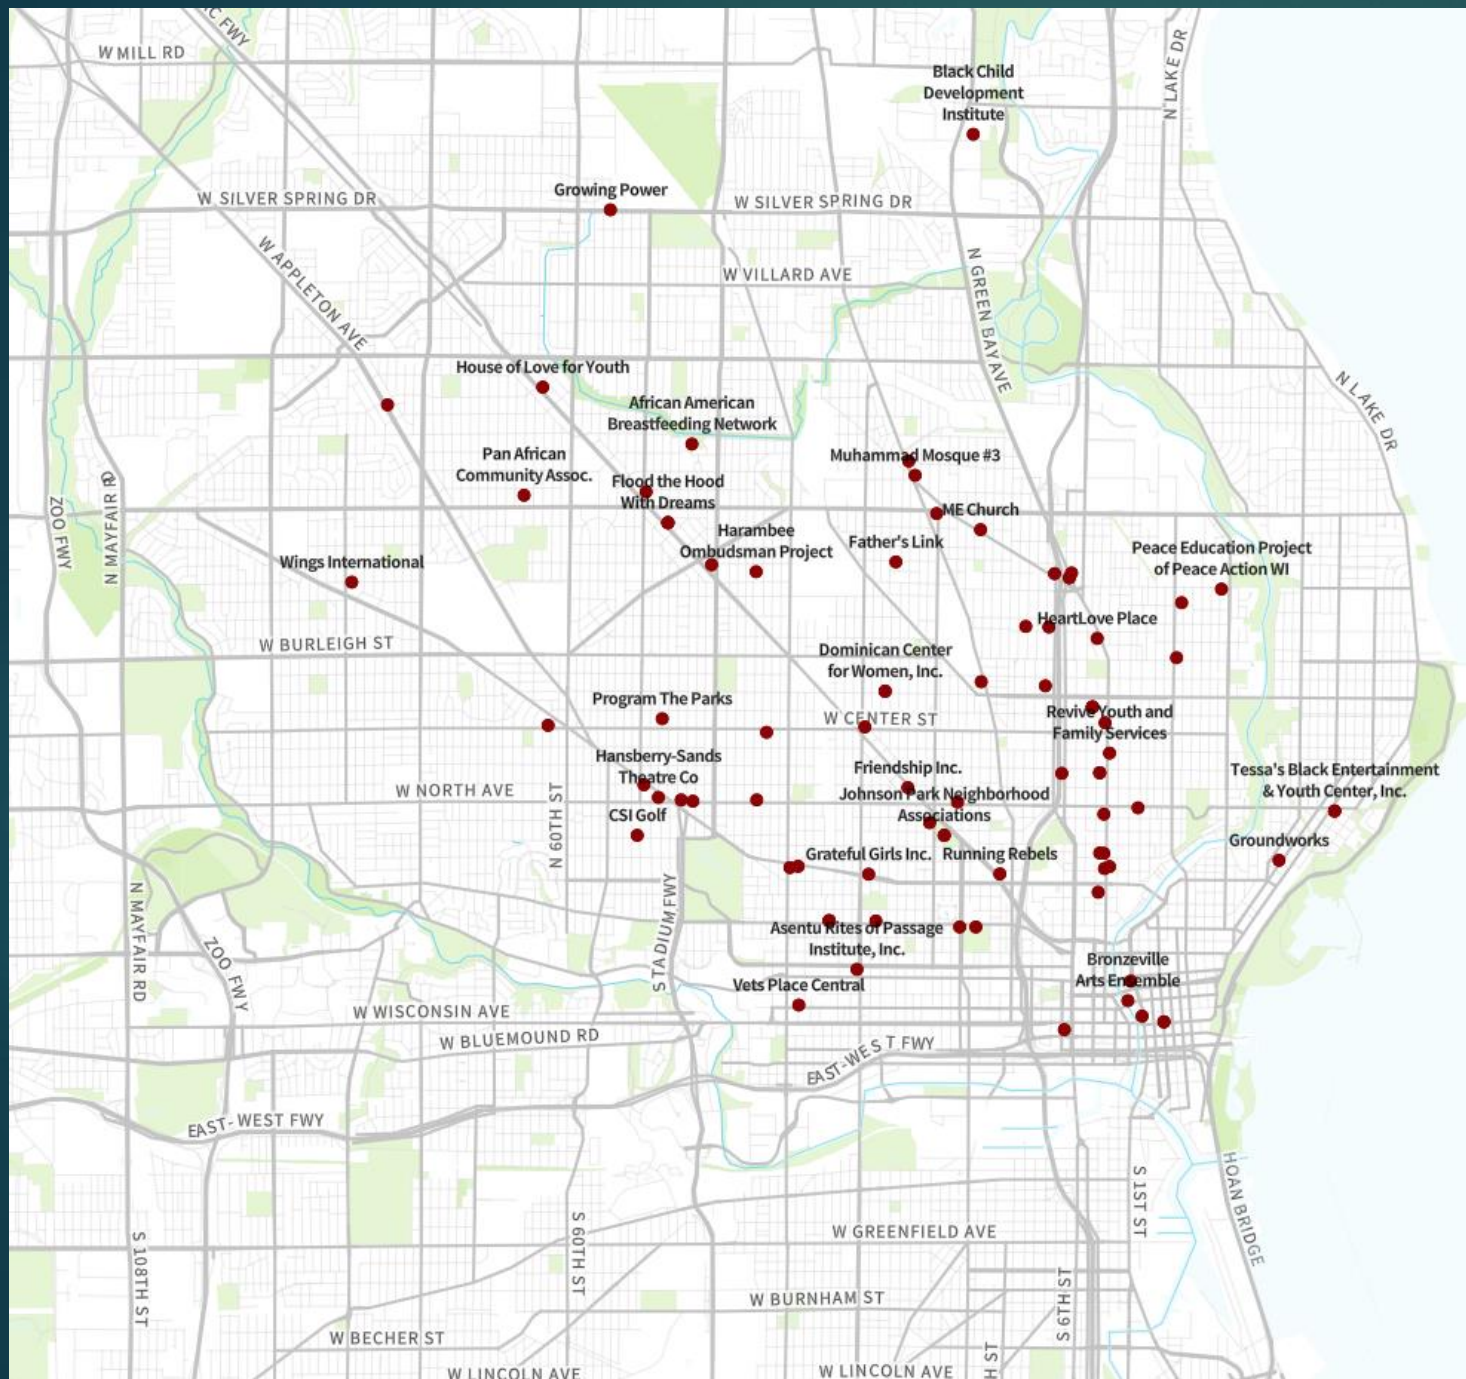 IC FWY
W MILL RD
N LAKE DR
Black Child
Development
Institute
Growing Power
W SILVER SPRING DR
W SILVER SPRING DR
W APPLETON AVE
W VILLARD AVE
N GREEN BAY AVE
House of Love for Youth
N LAKE DR
African American
Breastfeeding Network
Pan African
Community Assoc.
Muhammad Mosque #3
Flood the Hood
With Dreams
ZOO FWY
N MAYFAIR RD
ME Church
Harambee
Ombudsman Project
Father's Link
Peace Education Project
of Peace Action WI
Wings International
HeartLove Place
W BURLEIGH ST
Dominican Center
for Women, Inc.
Program The Parks
W CENTER ST
Revive Youth and
Family Services
Hansberry-Sands
Theatre Co
Friendship Inc.
Tessa's Black Entertainment
& Youth Center, Inc.
W NORTH AVE
N 60TH ST
Johnson Park Neighborhood
Associations
CSI Golf
Groundworks
Grateful Girls Inc.
Running Rebels
N MAYFAIR RD
ZOO FWY
STADIUM FWY
Asentu Rites of Passage
Institute, Inc.
Bronzeville
Arts Ensemble
Vets Place Central
W WISCONSIN AVE
W BLUEMOUND RD
EAST-WEST FWY
EAST-WEST FWY
S 1ST ST
HOAN BRIDGE
S 108TH ST
S 60TH ST
W GREENFIELD AVE
S 6TH ST
W BURNHAM ST
W BECHER ST
W LINCOLN AVE
W LINCOLN AVE
H ST